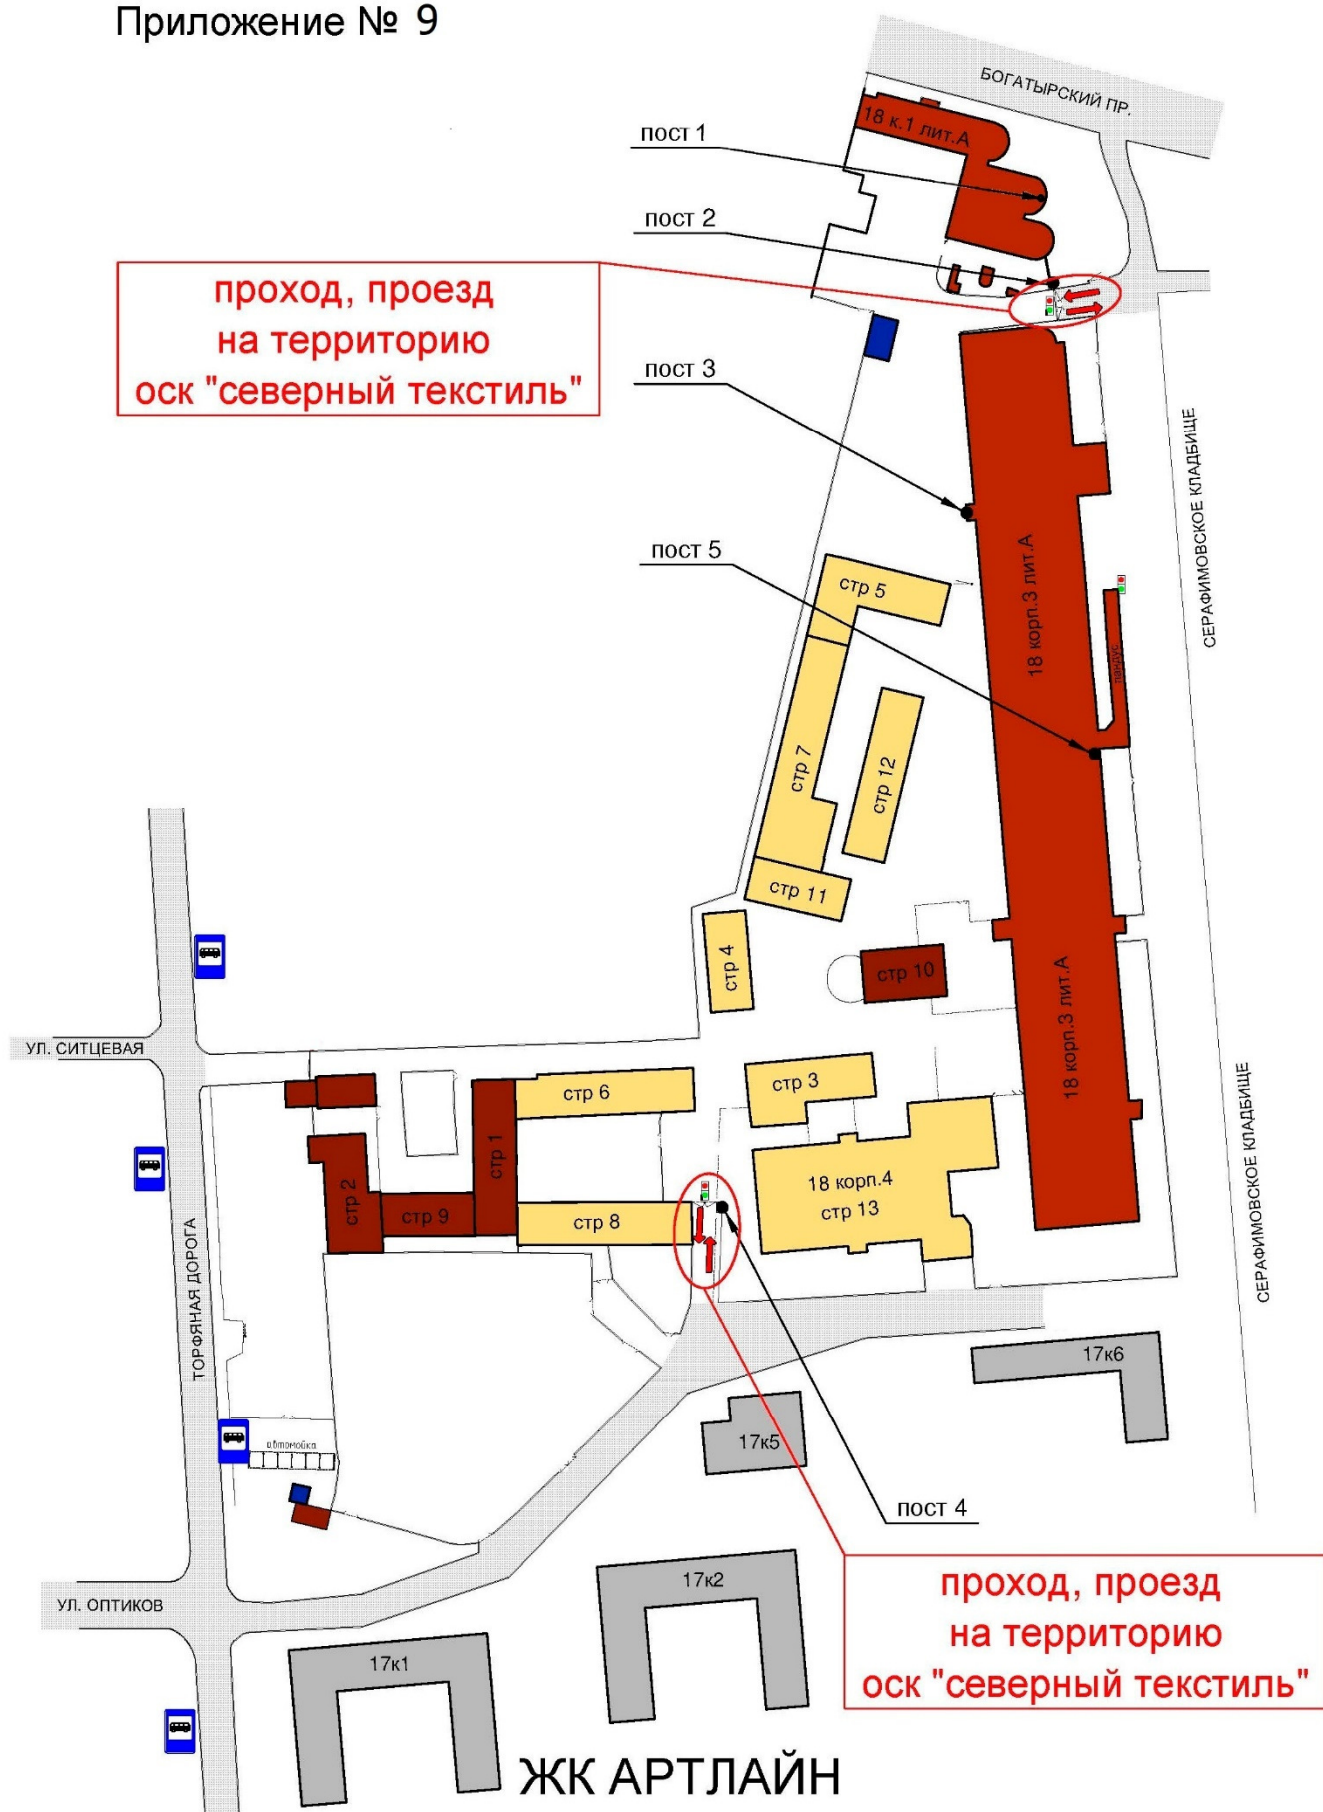 Приложение № 9
БОГАТЫРСКИЙ ПР.
18 к.1 лит.А
пост 1
пост 2
проход, проезд
на территорию
оск "северный текстиль"
пост 3
СЕРАФИМОВСКОЕ КЛАДБИЩЕ
пост 5
18 корп.3 лит.А
стр 5
пандус
стр 7
стр 12
стр 11
стр 4
стр 10
18 корп.3 лит.А
УЛ. СИТЦЕВАЯ
стр 6
стр 3
СЕРАФИМОВСКОЕ КЛАДБИЩЕ
стр 1
стр 2
стр 9
стр 8
18 корп.4
стр 13
ТОРФЯНАЯ ДОРОГА
17к6
автомойка
17к5
пост 4
УЛ. ОПТИКОВ
17к2
проход, проезд
на территорию
оск "северный текстиль"
17к1
ЖК АРТЛАЙН